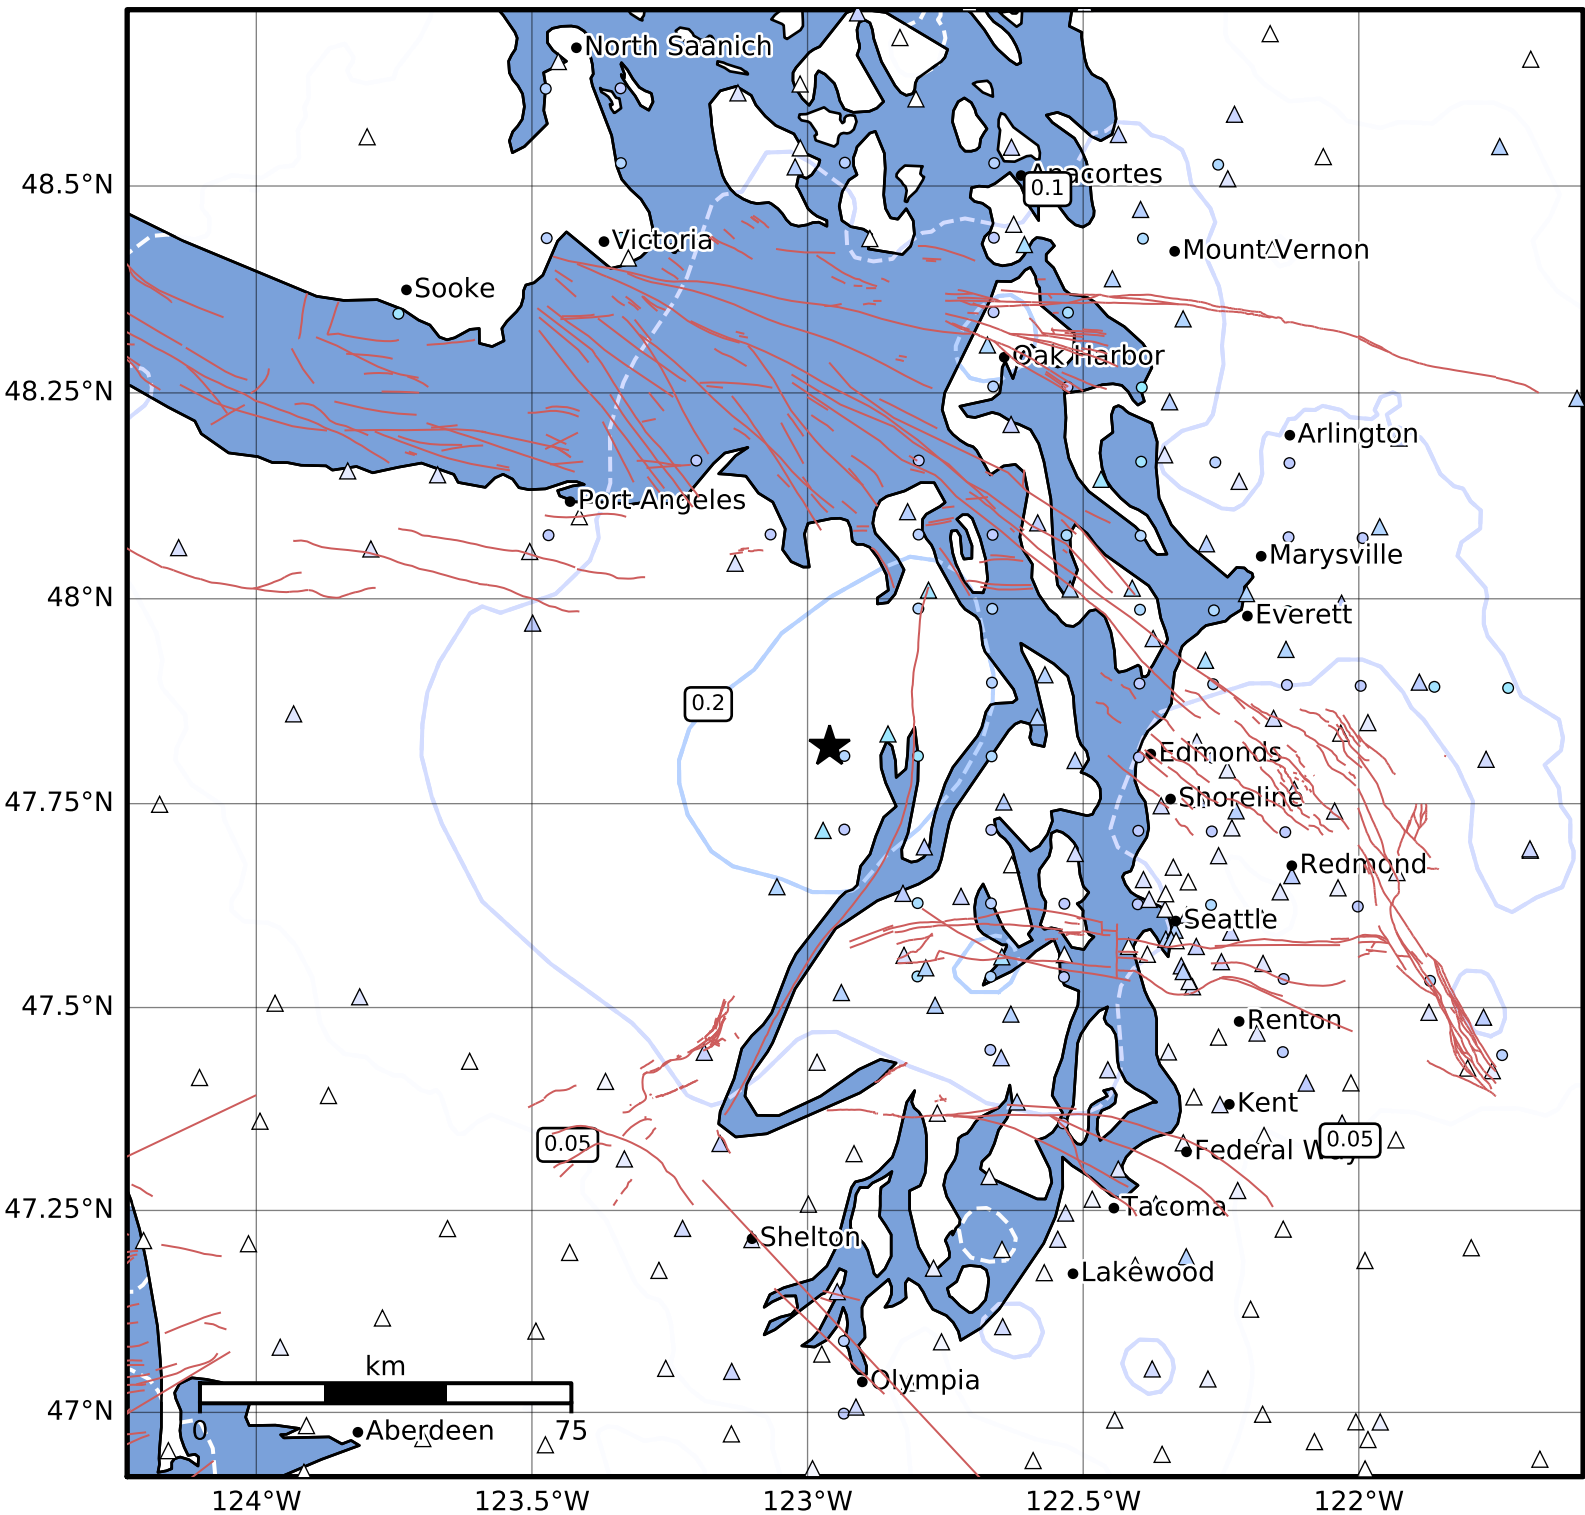 North Saanich
Anacortes
0.1
48.5°N
Victoria
Mount Vernon
Sooke
Oak Harbor
48.25°N
Arlington
Port Angeles
Marysville
48°N
Everett
0.2
Edmonds
47.75°N
Shoreline
Redmond
Seattle
47.5°N
Renton
Kent
0.05
0.05
Federal Way
47.25°N
Tacoma
Shelton
Lakewood
km
Olympia
47°N
0
75
Aberdeen
124°W
123.5°W
123°W
122.5°W
122°W